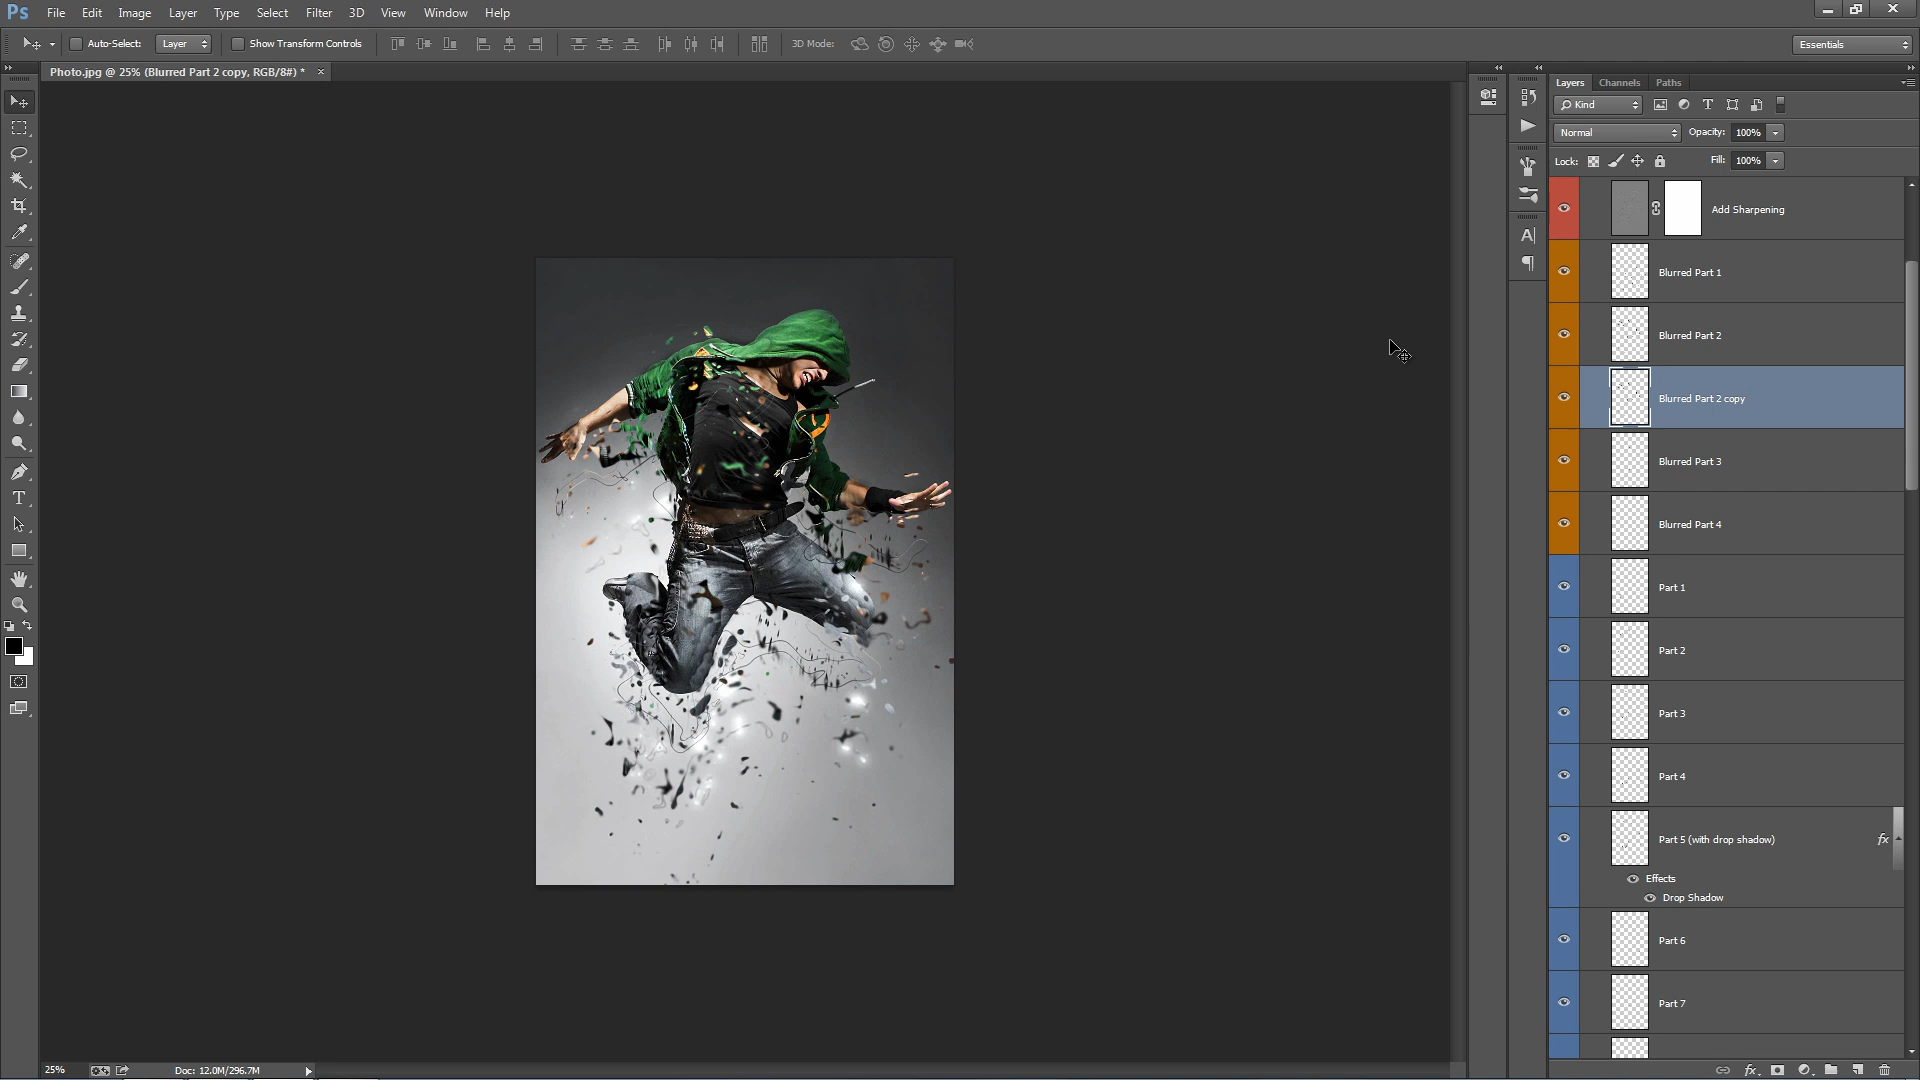 Ps File Edit Image Layer Type Select Filter 3D View Window Help
Auto-Select: Layer Show Transform Controls 3D Mode: Essentials
Photo.jpg @ 25% (Blurred Part 2 copy, RGB/8#) * ×
Layers Channels Paths
Kind
Normal Opacity: 100%
Lock: Fill: 100%
Add Sharpening
Blurred Part 1
Blurred Part 2
Blurred Part 2 copy
Blurred Part 3
Blurred Part 4
Part 1
Part 2
Part 3
Part 4
Part 5 (with drop shadow) fx
Effects
Drop Shadow
Part 6
Part 7
25% Doc: 12.0M/296.7M fx